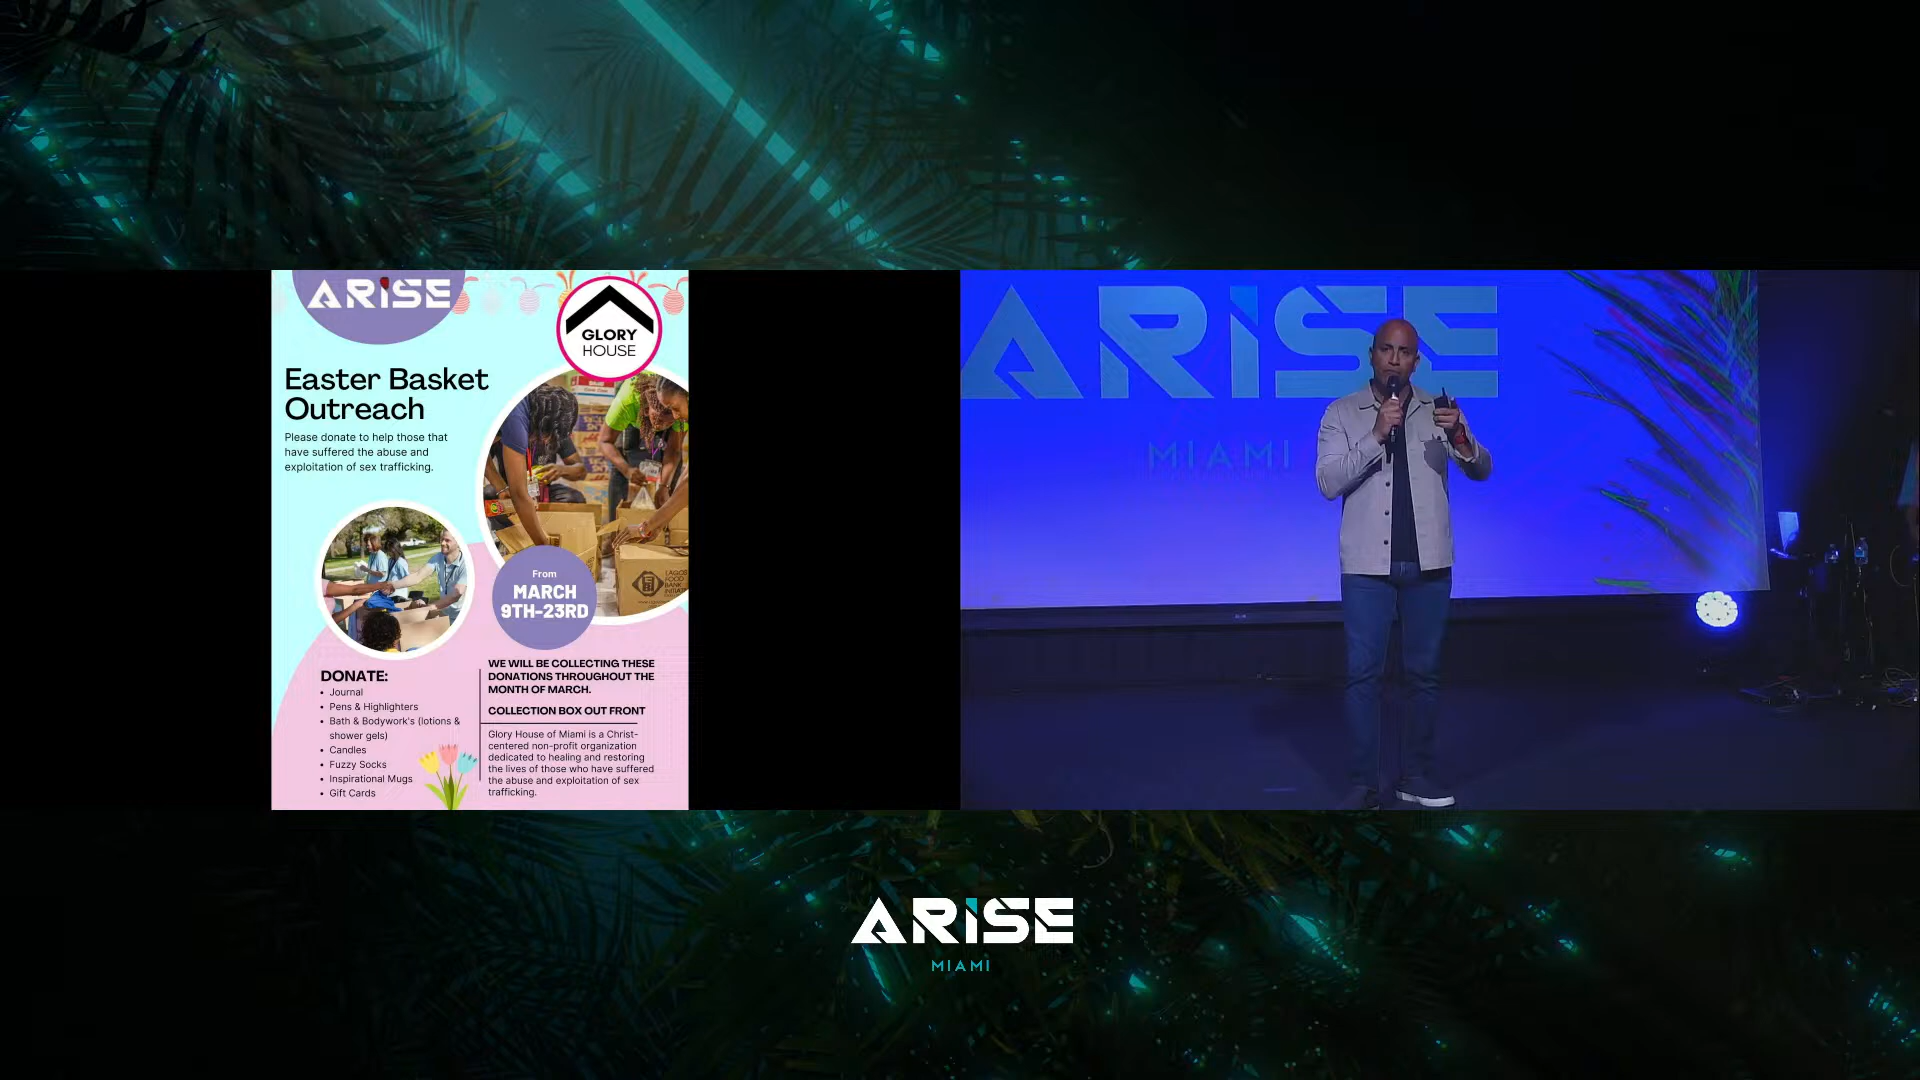 ARISE
GLORY
HOUSE
Easter Basket
Outreach
Please donate to help those that
have suffered the abuse and
exploitation of sex trafficking.
From
MARCH
9TH-23RD
DONATE:
• Journal
• Pens & Highlighters
• Bath & Bodywork's (lotions &
shower gels)
• Candles
• Fuzzy Socks
• Inspirational Mugs
• Gift Cards
WE WILL BE COLLECTING THESE
DONATIONS THROUGHOUT THE
MONTH OF MARCH.
COLLECTION BOX OUT FRONT
Glory House of Miami is a Christ-
centered non-profit organization
dedicated to healing and restoring
the lives of those who have suffered
the abuse and exploitation of sex
trafficking.
LAGOS
FOOD
BANK
ARISE
MIAMI
ARISE
MIAMI